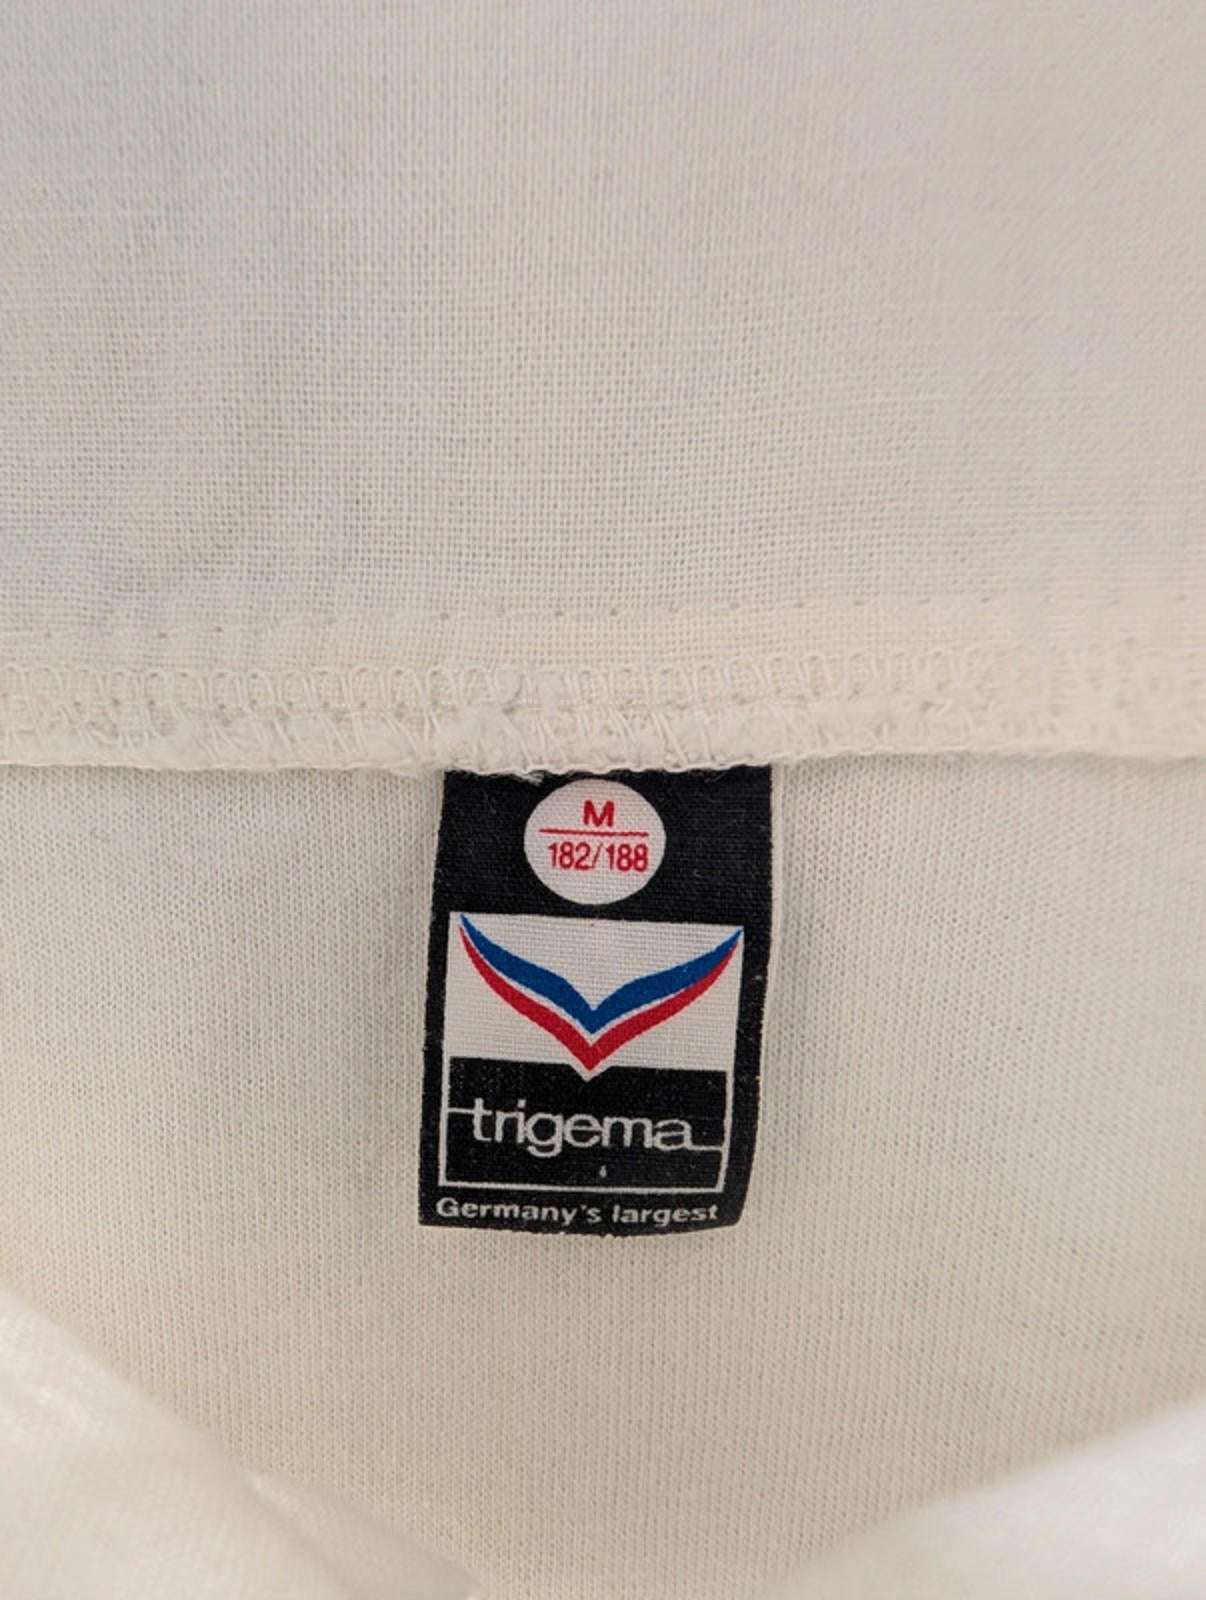 M
182/188
trigema
Germany's largest